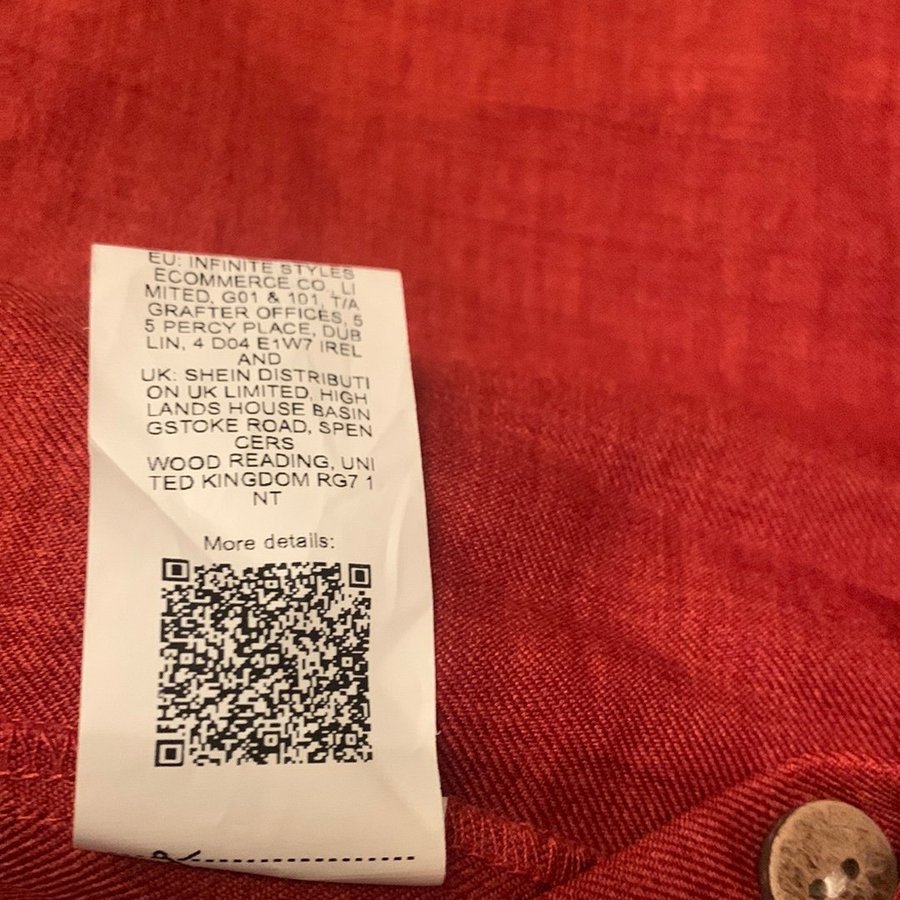 EU: INFINITE STYLES
ECOMMERCE CO., LI
MITED, G01 & 101, T/A
GRAFTER OFFICES, 5
5 PERCY PLACE, DUB
LIN, 4 D04 E1W7 IREL
AND
UK: SHEIN DISTRIBUTI
ON UK LIMITED, HIGH
LANDS HOUSE BASIN
GSTOKE ROAD, SPEN
CERS
WOOD READING, UNI
TED KINGDOM RG7 1
NT
More details: